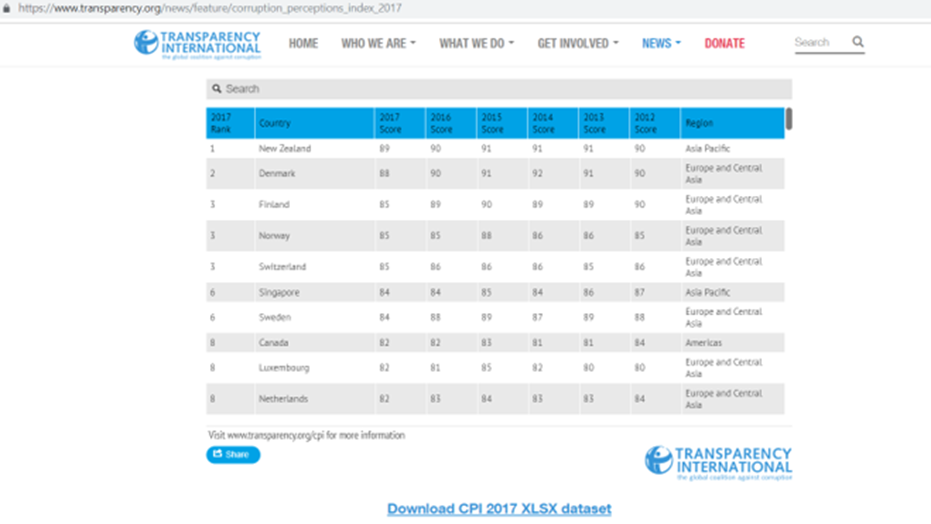 https://www.transparency.org/news/feature/corruption_perceptions_index_2017
TRANSPARENCY
INTERNATIONAL
the global coalition against corruption
HOME WHO WE ARE WHAT WE DO GET INVOLVED NEWS DONATE Search
Search
2017 Rank Country 2017 Score 2016 Score 2015 Score 2014 Score 2013 Score 2012 Score Region
1 New Zealand 89 90 91 91 91 90 Asia Pacific
2 Denmark 88 90 91 92 91 90 Europe and Central Asia
3 Finland 85 89 90 89 89 90 Europe and Central Asia
3 Norway 85 85 88 86 86 85 Europe and Central Asia
3 Switzerland 85 86 86 86 85 86 Europe and Central Asia
6 Singapore 84 84 85 84 86 87 Asia Pacific
6 Sweden 84 88 89 87 89 88 Europe and Central Asia
8 Canada 82 82 83 81 81 84 Americas
8 Luxembourg 82 81 85 82 80 80 Europe and Central Asia
8 Netherlands 82 83 84 83 83 84 Europe and Central Asia
Visit www.transparency.org/cpi for more information
Share
TRANSPARENCY
INTERNATIONAL
the global coalition against corruption
Download CPI 2017 XLSX dataset